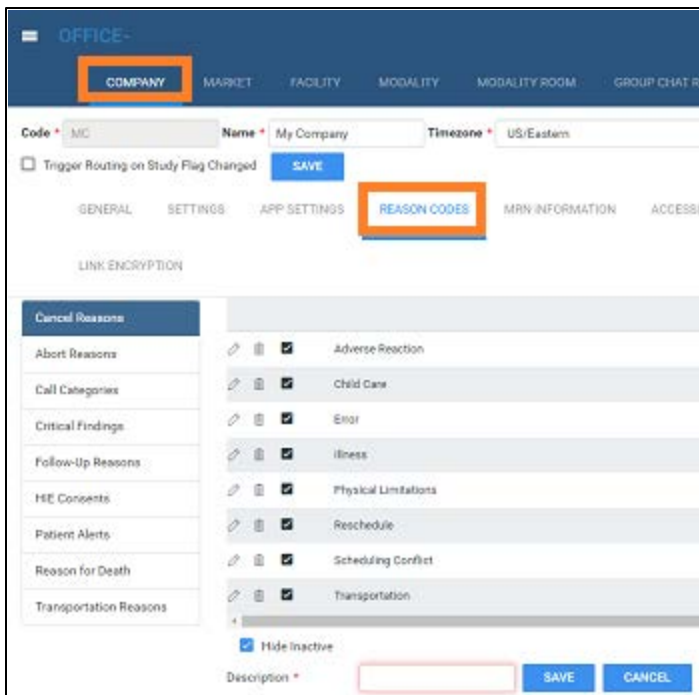 OFFICE-
COMPANY MARKET FACILITY MODALITY MODALITY ROOM GROUP CHAT R
Code * MC Name * My Company Timezone * US/Eastern
Trigger Routing on Study Flag Changed SAVE
GENERAL SETTINGS APP SETTINGS REASON CODES MRN INFORMATION ACCESS
LINK ENCRYPTION
Cancel Reasons
Abort Reasons Adverse Reaction
Call Categories Child Care
Critical Findings Error
Follow-Up Reasons Illness
HIE Consents Physical Limitations
Patient Alerts Reschedule
Reason for Death Scheduling Conflict
Transportation Reasons Transportation
Hide Inactive
Description * SAVE CANCEL